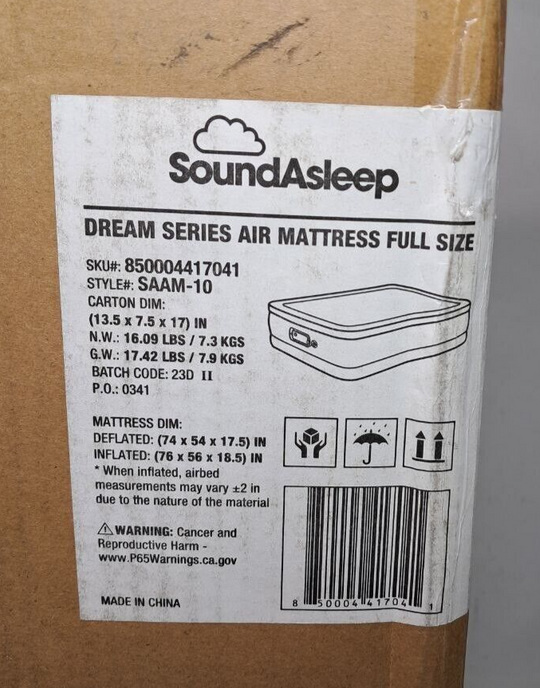 SoundAsleep
DREAM SERIES AIR MATTRESS FULL SIZE
SKU#: 850004417041
STYLE#: SAAM-10
CARTON DIM:
(13.5 x 7.5 x 17) IN
N.W.: 16.09 LBS / 7.3 KGS
G.W.: 17.42 LBS / 7.9 KGS
BATCH CODE: 23D II
P.O.: 0341
MATTRESS DIM:
DEFLATED: (74 x 54 x 17.5) IN
INFLATED: (76 x 56 x 18.5) IN
* When inflated, airbed
measurements may vary ±2 in
due to the nature of the material
⚠WARNING: Cancer and
Reproductive Harm -
www.P65Warnings.ca.gov
MADE IN CHINA
8 50004 41704 1